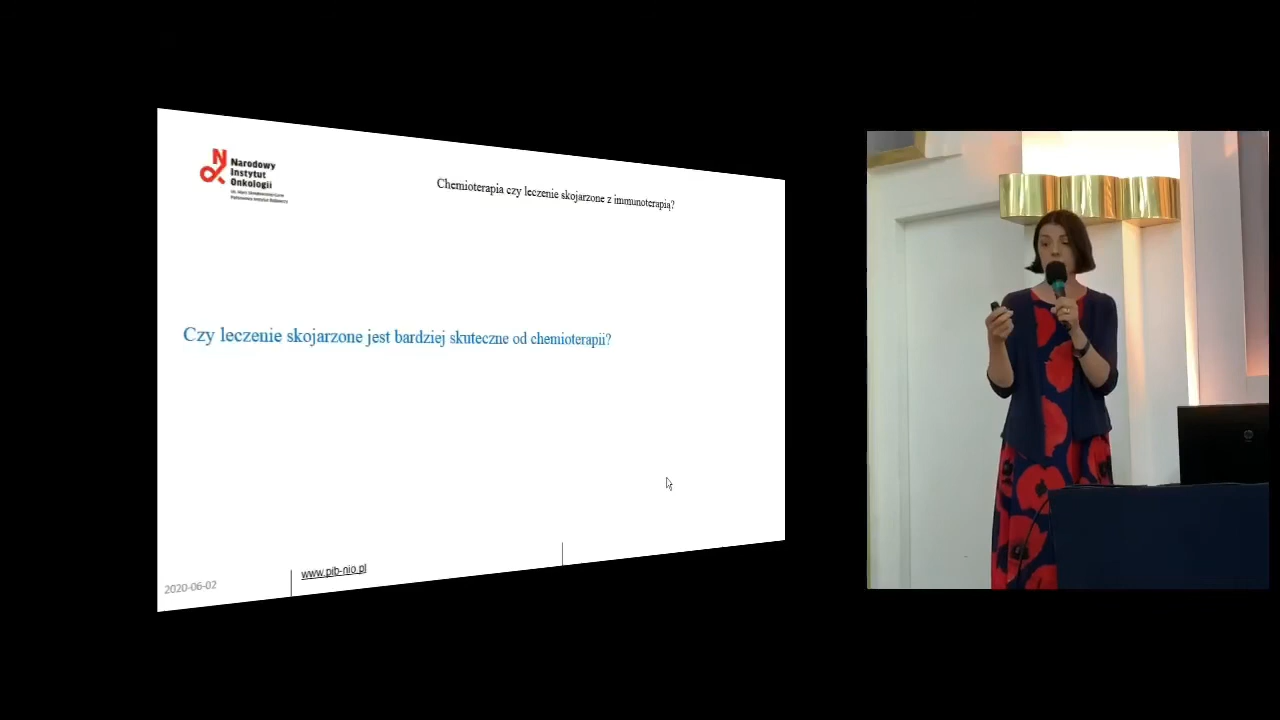 Narodowy
Instytut
Onkologii
Chemioterapia czy leczenie skojarzone z immunoterapią?
Czy leczenie skojarzone jest bardziej skuteczne od chemioterapii?
2020-06-02
www.pib-nio.pl
hp